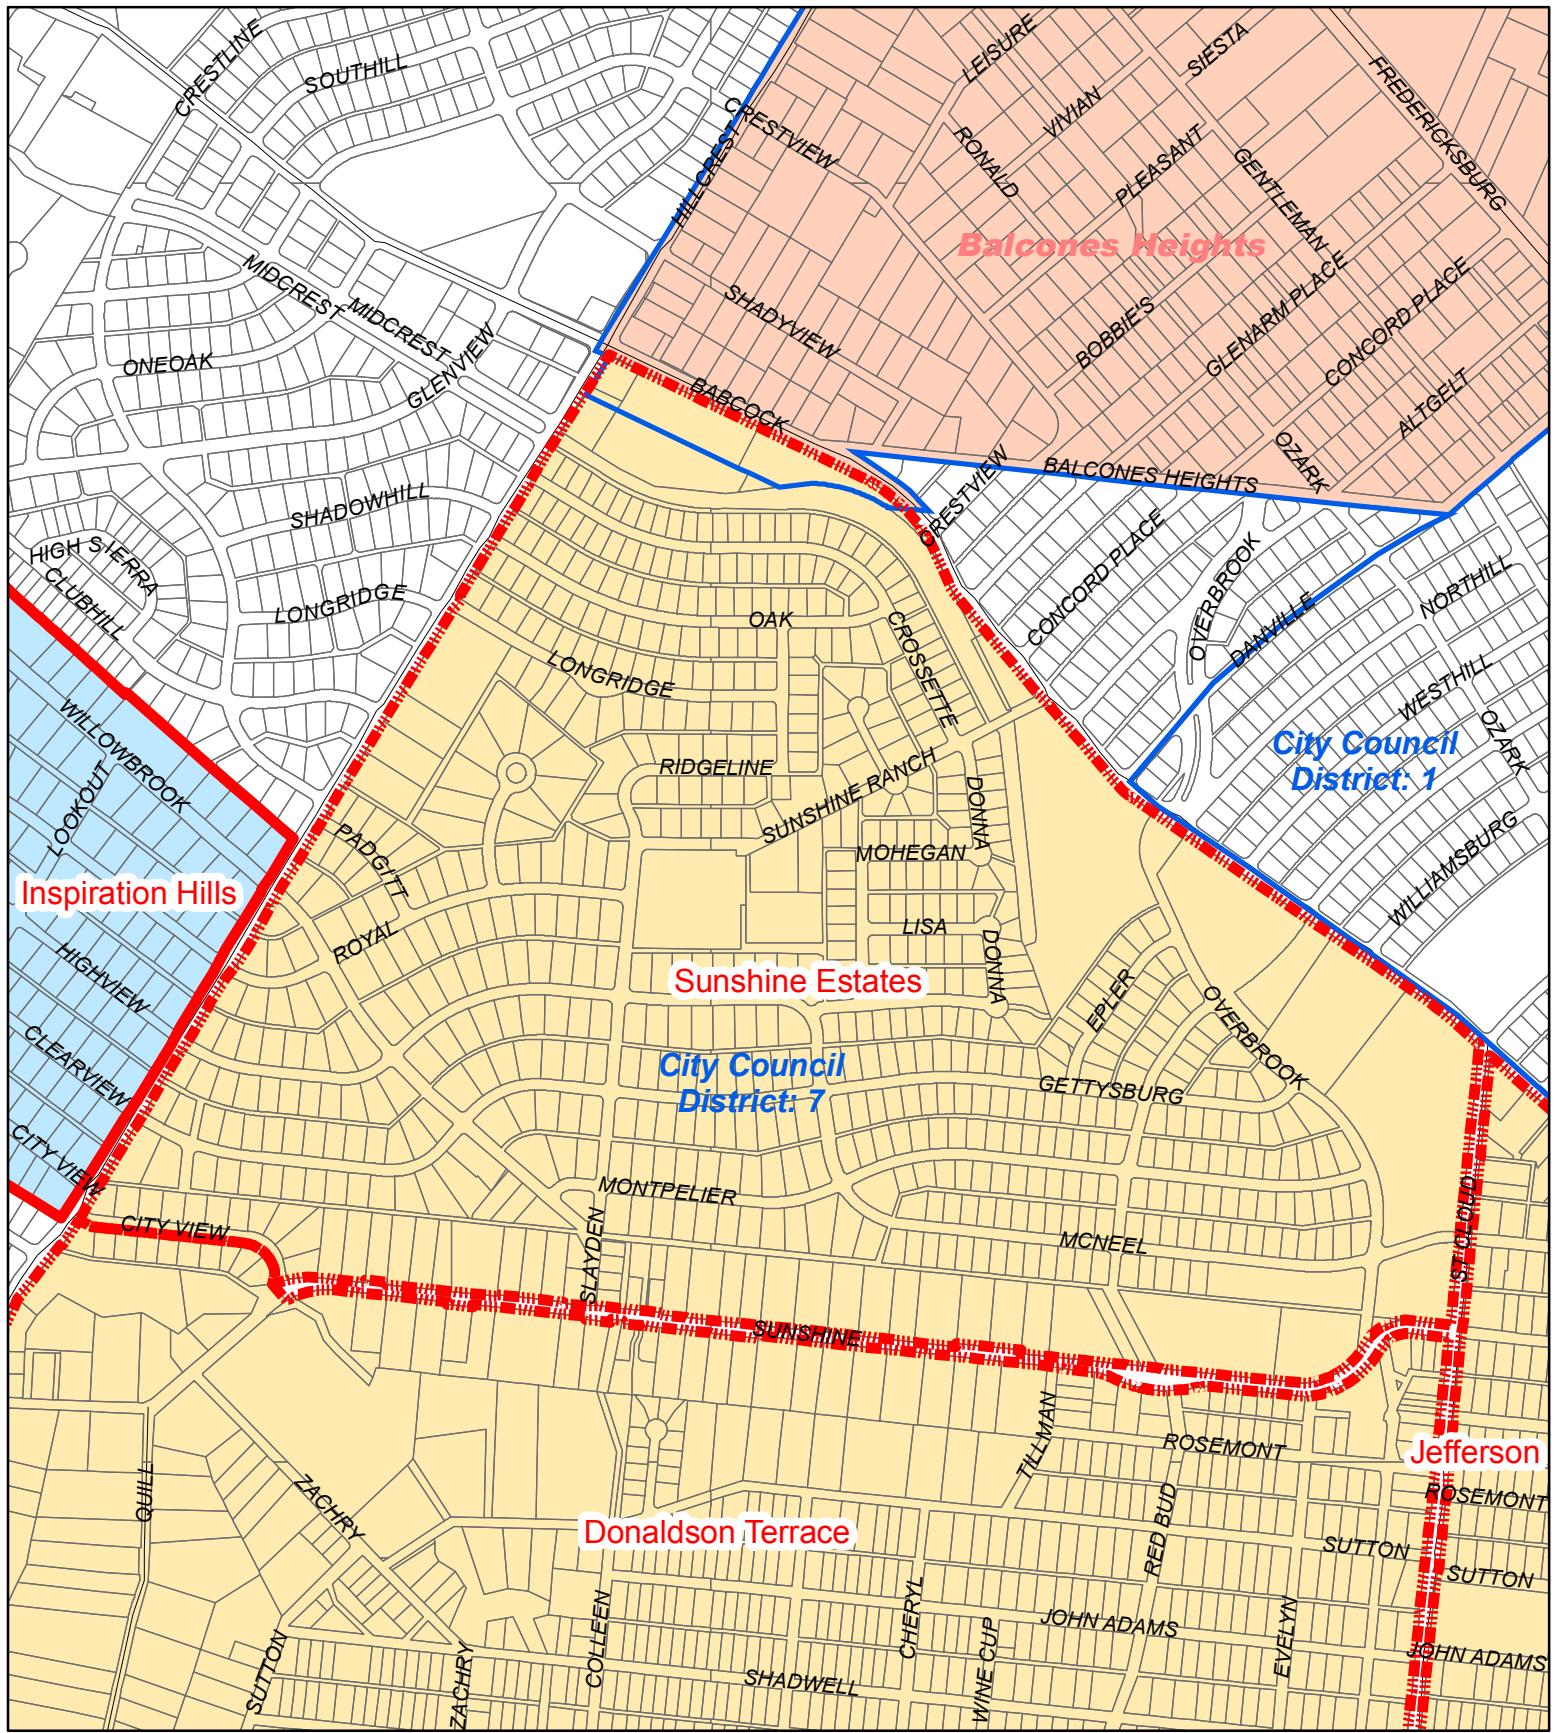 CRESTLINE
SOUTHILL
LEISURE
SIESTA
FREDERICKSBURG
CRESTVIEW
VIVIAN
HILLCREST
RONALD
PLEASANT
GENTLEMAN
Balcones Heights
MIDCREST
MIDCREST
SHADYVIEW
BOBBIE'S
GLENARM PLACE
CONCORD PLACE
ONEOAK
GLENVIEW
BABCOCK
ALTGELT
OZARK
CRESTVIEW
BALCONES HEIGHTS
SHADOWHILL
HIGH SIERRA
CLUBHILL
LONGRIDGE
OAK
CROSSETTE
CONCORD PLACE
OVERBROOK
DANVILLE
NORTHILL
LONGRIDGE
WESTHILL
OZARK
WILLOWBROOK
LOOKOUT
RIDGELINE
SUNSHINE RANCH
DONNA
City Council
District: 1
PADGITT
MOHEGAN
WILLIAMSBURG
Inspiration Hills
ROYAL
LISA
DONNA
HIGHVIEW
Sunshine Estates
EPLER
OVERBROOK
CLEARVIEW
City Council
District: 7
GETTYSBURG
CITY VIEW
MONTPELIER
CITY VIEW
SLAYDEN
MCNEEL
ST CLOUD
SUNSHINE
TILLMAN
ROSEMONT
Jefferson
QUILL
ZACHRY
RED BUD
ROSEMONT
Donaldson Terrace
SUTTON
SUTTON
COLLEEN
CHERYL
JOHN ADAMS
EVELYN
JOHN ADAMS
SUTTON
ZACHRY
SHADWELL
WINE CUP